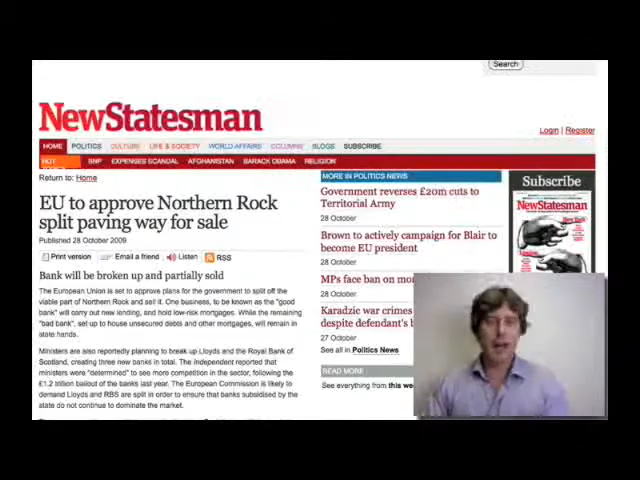 Search
NewStatesman
Login | Register
HOME POLITICS CULTURE LIFE & SOCIETY WORLD AFFAIRS COLUMNS BLOGS SUBSCRIBE
HOT BNP EXPENSES SCANDAL AFGHANISTAN BARACK OBAMA RELIGION
Return to: Home
EU to approve Northern Rock
split paving way for sale
Published 28 October 2009
Print version Email a friend Listen RSS
Bank will be broken up and partially sold
The European Union is set to approve plans for the government to split off the
viable part of Northern Rock and sell it. One business, to be known as the "good
bank" will carry out new lending, and hold low-risk mortgages. While the remaining
"bad bank", set up to house unsecured debts and other mortgages, will remain in
state hands.
Ministers are also reportedly planning to break up Lloyds and the Royal Bank of
Scotland, creating three new banks in total. The Independent reported that
ministers were "determined" to see more competition in the sector, following the
£1.2 trillion bailout of the banks last year. The European Commission is likely to
demand Lloyds and RBS are split in order to ensure that banks subsidised by the
state do not continue to dominate the market.
MORE IN POLITICS NEWS
Government reverses £20m cuts to
Territorial Army
28 October
Brown to actively campaign for Blair to
become EU president
28 October
MPs face ban on mo
28 October
Karadzic war crimes
despite defendant's b
27 October
See all in Politics News
READ MORE
See everything from this we
Subscribe
NewStatesman